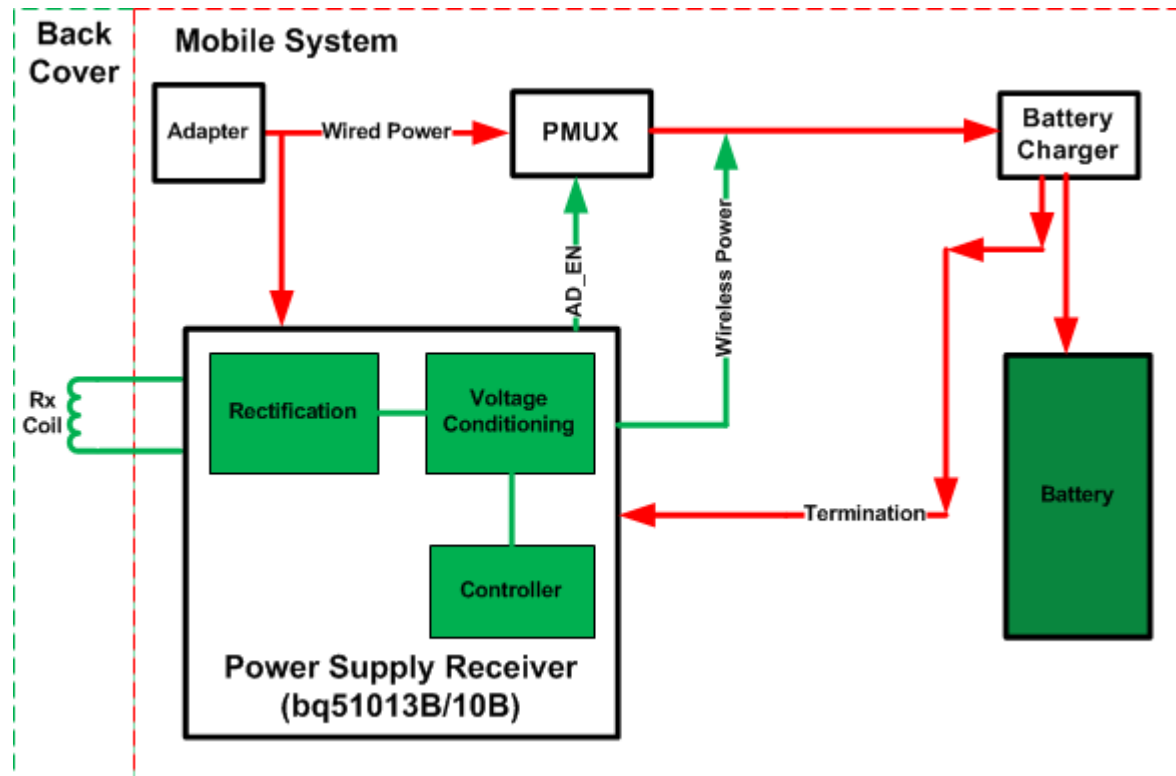 Back
Cover
Mobile System
Adapter
Wired Power
PMUX
Battery
Charger
AD_EN
Wireless Power
Rx
Coil
Rectification
Voltage
Conditioning
Battery
Termination
Controller
Power Supply Receiver
(bq51013B/10B)